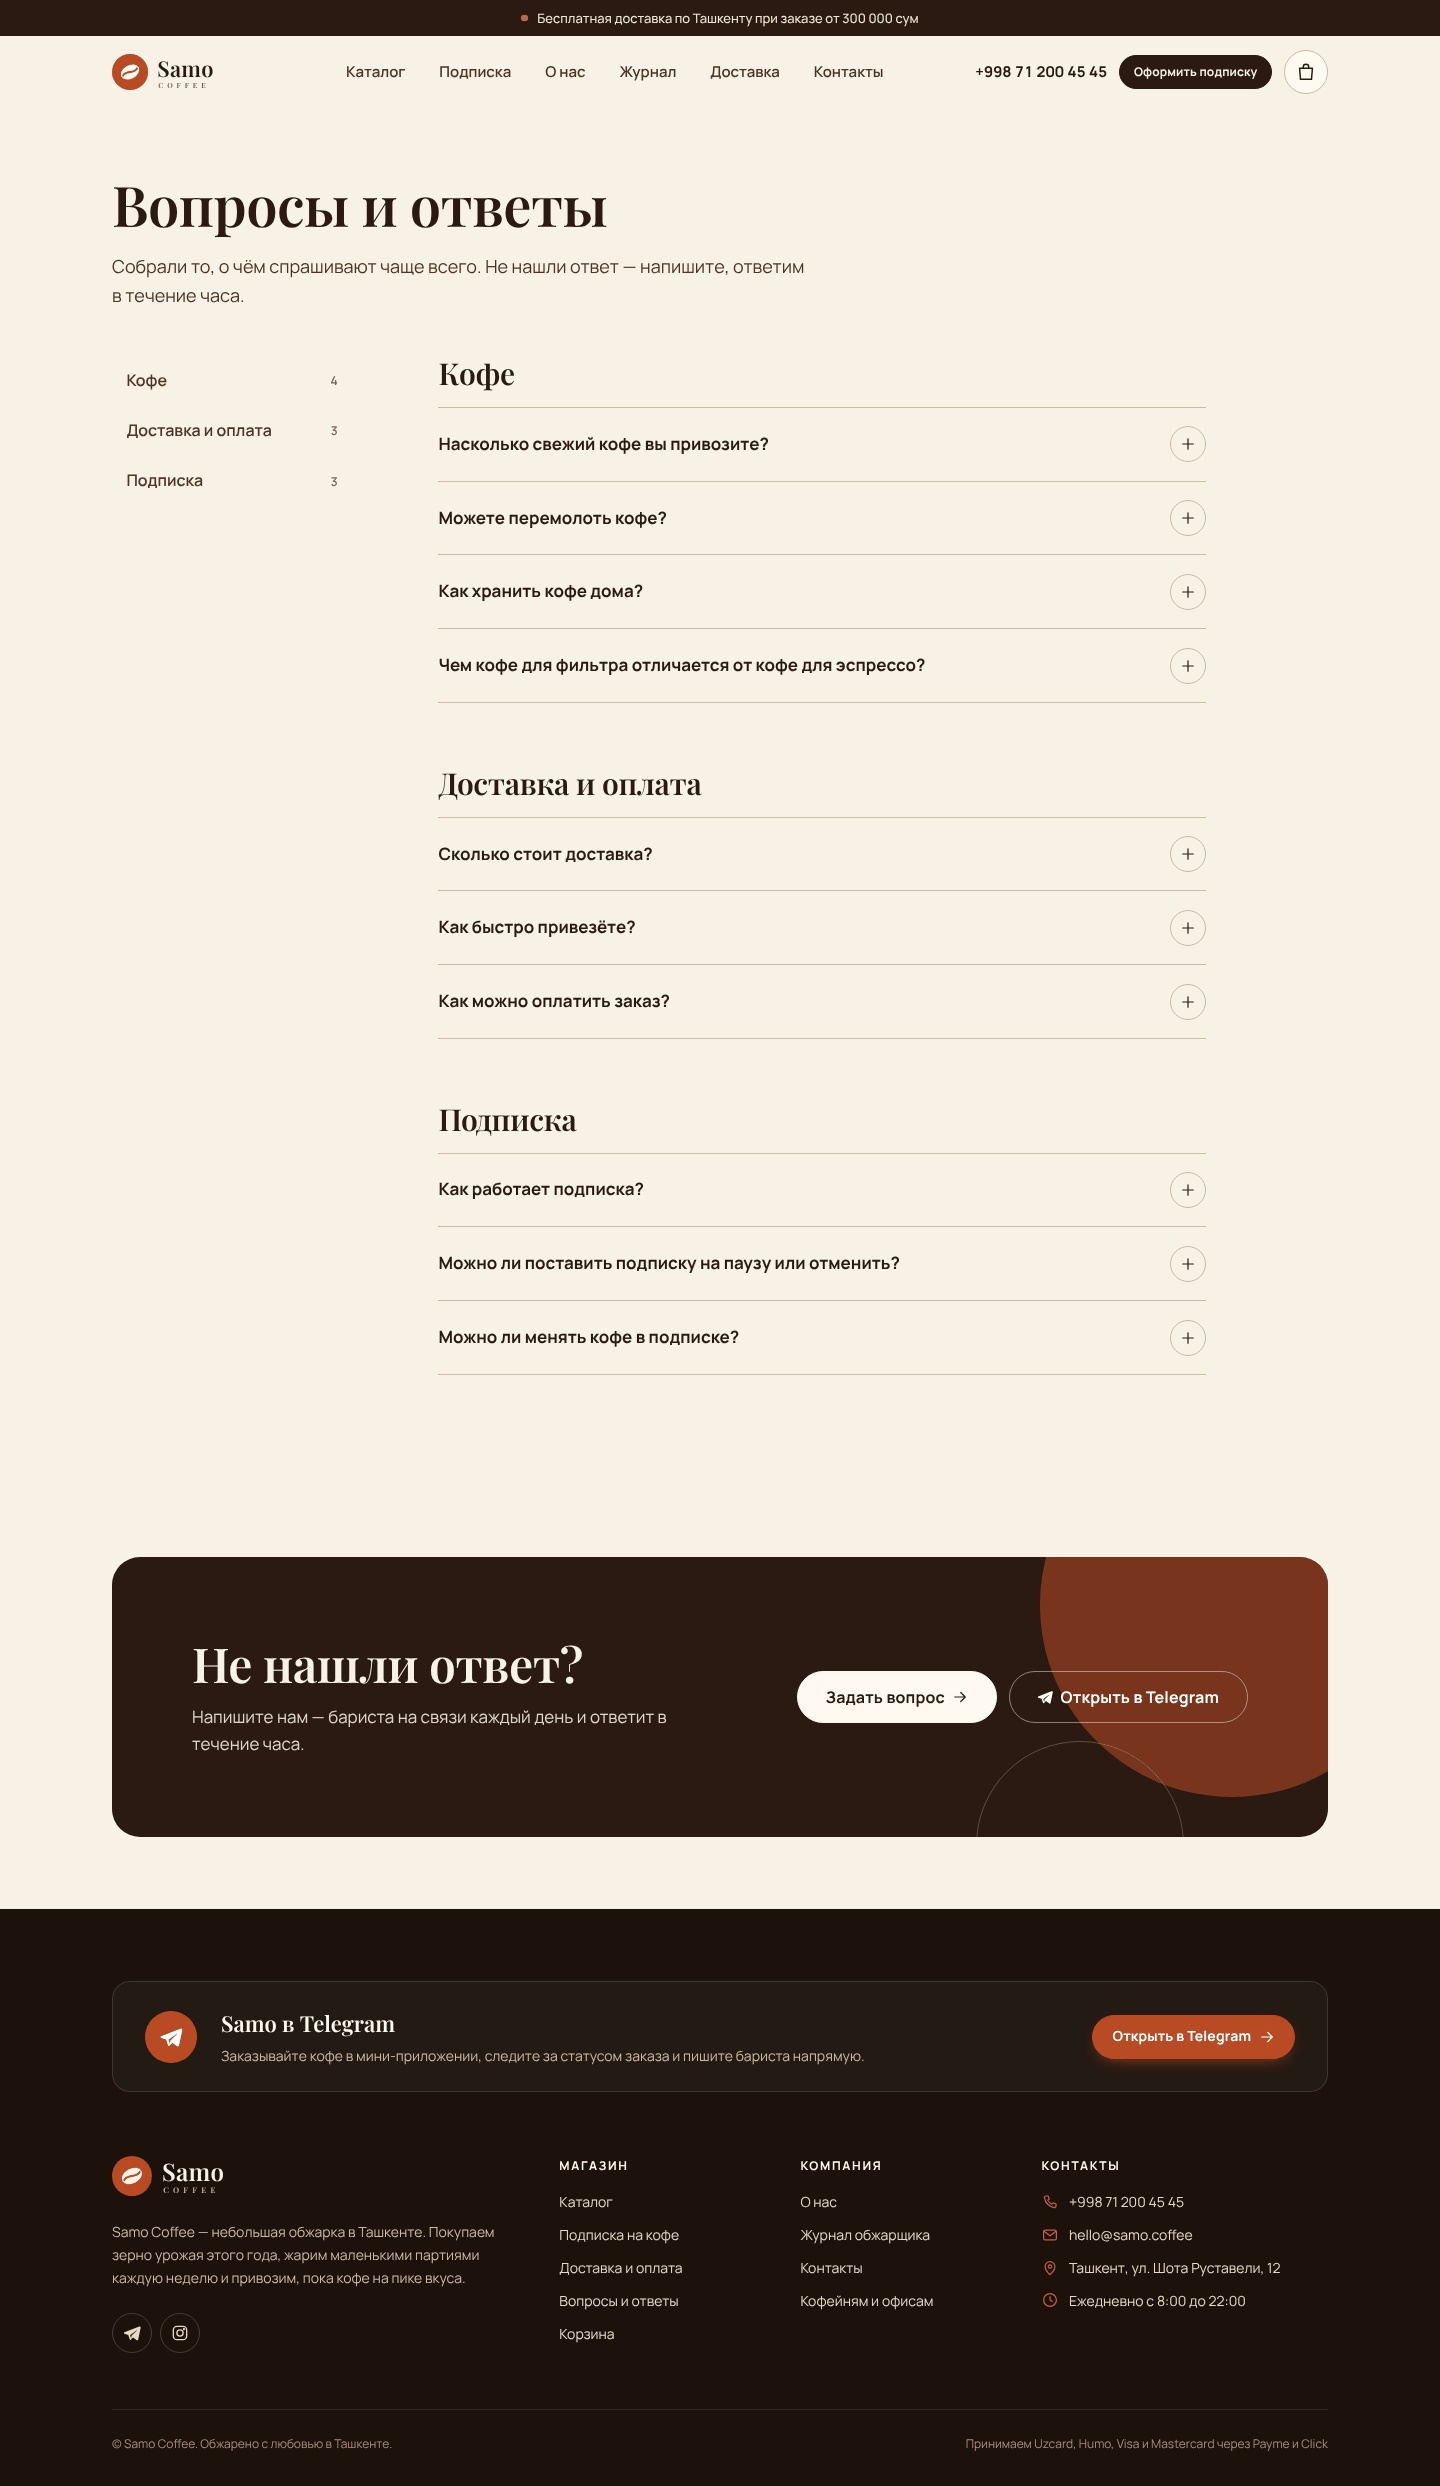 Бесплатная доставка по Ташкенту при заказе от 300 000 сум
Samo
COFFEE
Каталог
Подписка
О нас
Журнал
Доставка
Контакты
+998 71 200 45 45
Оформить подписку
Вопросы и ответы
Собрали то, о чём спрашивают чаще всего. Не нашли ответ — напишите, ответим
в течение часа.
Кофе 4
Доставка и оплата 3
Подписка 3
Кофе
Насколько свежий кофе вы привозите?
Можете перемолоть кофе?
Как хранить кофе дома?
Чем кофе для фильтра отличается от кофе для эспрессо?
Доставка и оплата
Сколько стоит доставка?
Как быстро привезёте?
Как можно оплатить заказ?
Подписка
Как работает подписка?
Можно ли поставить подписку на паузу или отменить?
Можно ли менять кофе в подписке?
Не нашли ответ?
Напишите нам — бариста на связи каждый день и ответит в
течение часа.
Задать вопрос
Открыть в Telegram
Samo в Telegram
Заказывайте кофе в мини-приложении, следите за статусом заказа и пишите бариста напрямую.
Открыть в Telegram
Samo
COFFEE
Samo Coffee — небольшая обжарка в Ташкенте. Покупаем
зерно урожая этого года, жарим маленькими партиями
каждую неделю и привозим, пока кофе на пике вкуса.
МАГАЗИН
Каталог
Подписка на кофе
Доставка и оплата
Вопросы и ответы
Корзина
КОМПАНИЯ
О нас
Журнал обжарщика
Контакты
Кофейням и офисам
КОНТАКТЫ
+998 71 200 45 45
hello@samo.coffee
Ташкент, ул. Шота Руставели, 12
Ежедневно с 8:00 до 22:00
© Samo Coffee. Обжарено с любовью в Ташкенте.
Принимаем Uzcard, Humo, Visa и Mastercard через Payme и Click